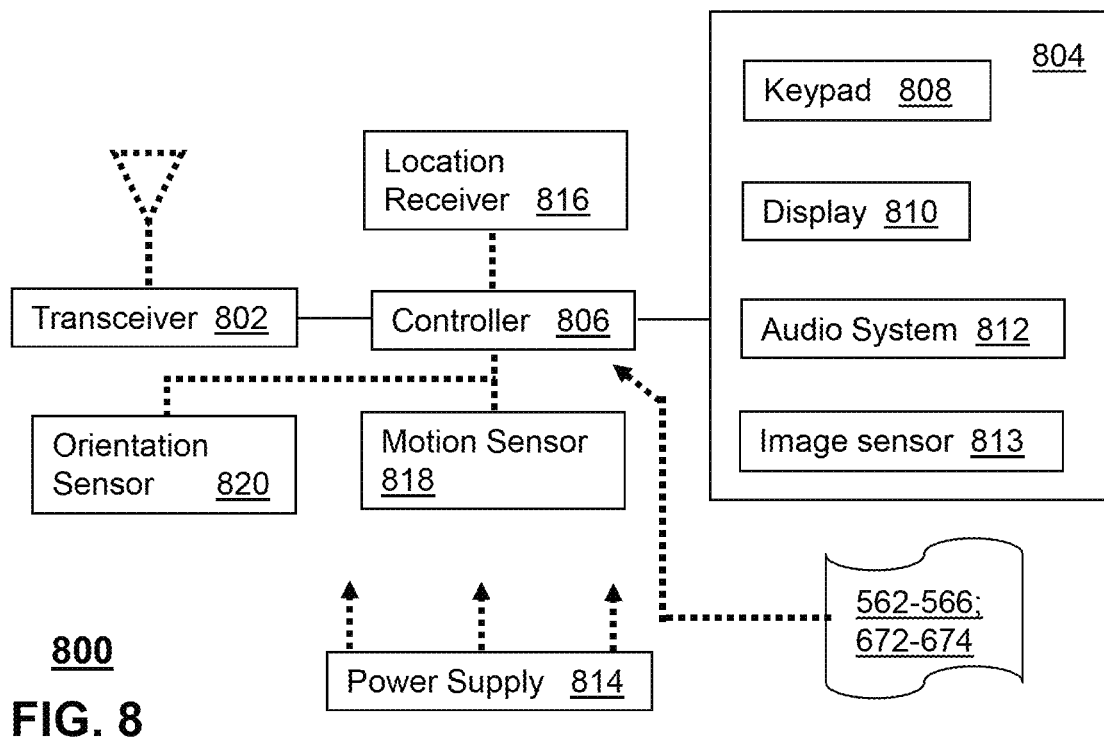 804
Keypad 808
Location
Receiver 816
Display 810
Transceiver 802
Controller 806
Audio System 812
Orientation
Sensor 820
Motion Sensor
818
Image sensor 813
562-566;
672-674
800
Power Supply 814
FIG. 8